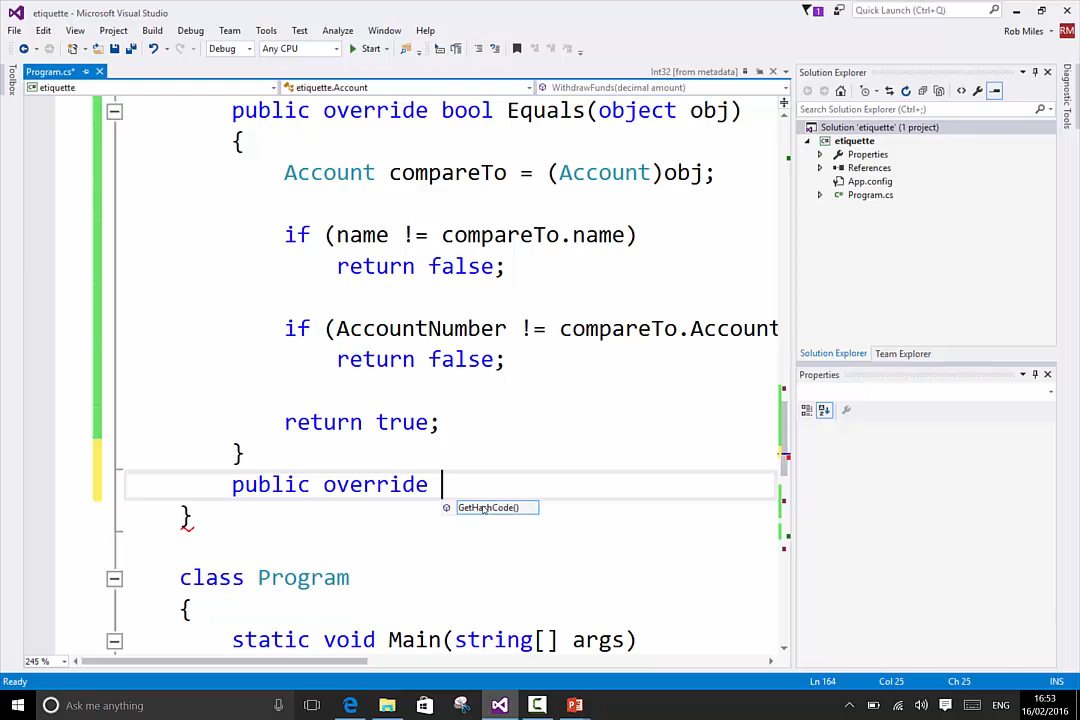 etiquette - Microsoft Visual Studio
1
Quick Launch (Ctrl+Q)
File Edit View Project Build Debug Team Tools Test Analyze Window Help
Rob Miles RM
Debug Any CPU Start
Toolbox
Program.cs*
Int32 [from metadata]
etiquette etiquette.Account WithdrawFunds(decimal amount)
public override bool Equals(object obj)
{
Account compareTo = (Account)obj;
if (name != compareTo.name)
return false;
if (AccountNumber != compareTo.Account
return false;
return true;
}
public override
GetHashCode()
}
class Program
{
static void Main(string[] args)
245 %
Solution Explorer
Search Solution Explorer (Ctrl+;)
Solution 'etiquette' (1 project)
etiquette
Properties
References
App.config
Program.cs
Solution Explorer Team Explorer
Properties
Diagnostic Tools
Ready Ln 164 Col 25 Ch 25 INS
Ask me anything
ENG
16:53
16/02/2016